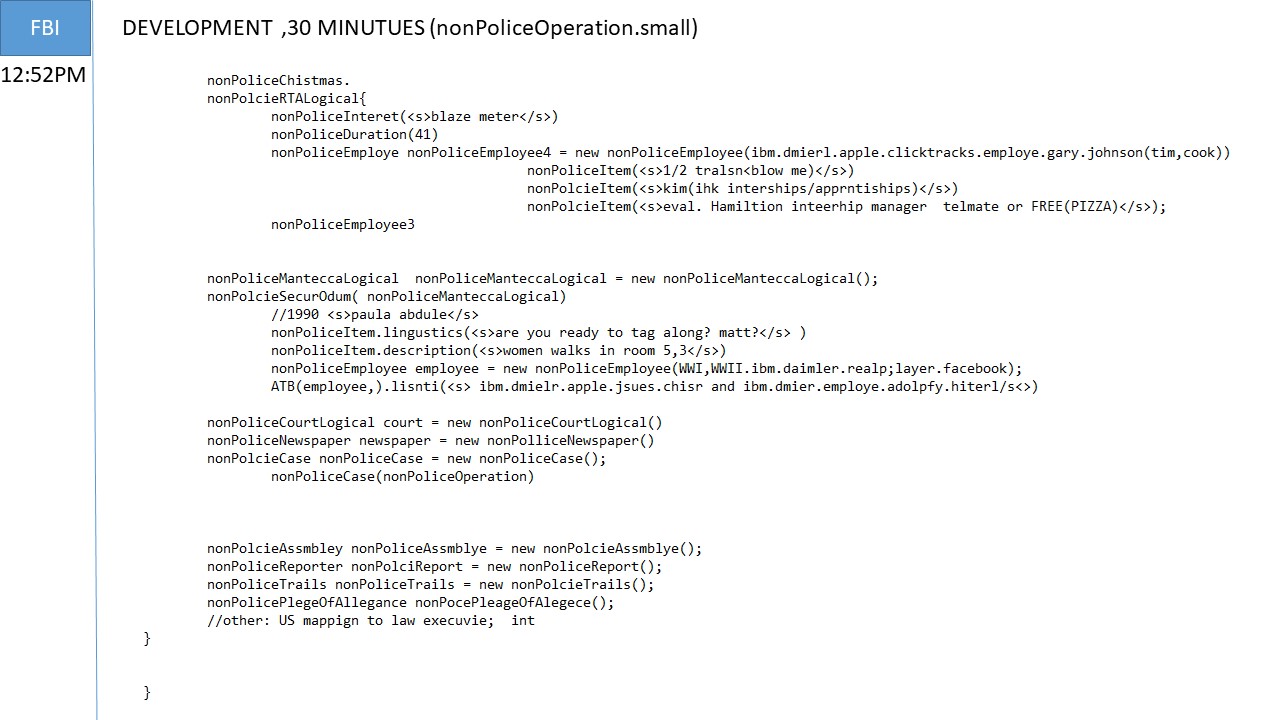 FBI
DEVELOPMENT ,30 MINUTUES (nonPoliceOperation.small)
12:52PM
nonPoliceChistmas.
nonPolcieRTALogical{
nonPoliceInteret(<s>blaze meter</s>)
nonPoliceDuration(41)
nonPoliceEmploye nonPoliceEmployee4 = new nonPoliceEmployee(ibm.dmierl.apple.clicktracks.employe.gary.johnson(tim,cook))
nonPoliceItem(<s>1/2 tralsn<blow me)</s>)
nonPolcieItem(<s>kim(ihk interships/apprntiships)</s>)
nonPolcieItem(<s>eval. Hamiltion inteerhip manager  telmate or FREE(PIZZA)</s>);
nonPoliceEmployee3
nonPoliceManteccaLogical  nonPoliceManteccaLogical = new nonPoliceManteccaLogical();
nonPolcieSecurOdum( nonPoliceManteccaLogical)
//1990 <s>paula abdule</s>
nonPoliceItem.lingustics(<s>are you ready to tag along? matt?</s> )
nonPoliceItem.description(<s>women walks in room 5,3</s>)
nonPoliceEmployee employee = new nonPoliceEmployee(WWI,WWII.ibm.daimler.realp;layer.facebook);
ATB(employee,).lisnti(<s> ibm.dmielr.apple.jsues.chisr and ibm.dmier.employe.adolpfy.hiterl/s<>)
nonPoliceCourtLogical court = new nonPoliceCourtLogical()
nonPoliceNewspaper newspaper = new nonPolliceNewspaper()
nonPolcieCase nonPoliceCase = new nonPoliceCase();
nonPoliceCase(nonPoliceOperation)
nonPolcieAssmbley nonPoliceAssmblye = new nonPolcieAssmblye();
nonPoliceReporter nonPolciReport = new nonPoliceReport();
nonPoliceTrails nonPoliceTrails = new nonPolcieTrails();
nonPolicePlegeOfAllegance nonPocePleageOfAlegece();
//other: US mappign to law execuvie;  int
}
}